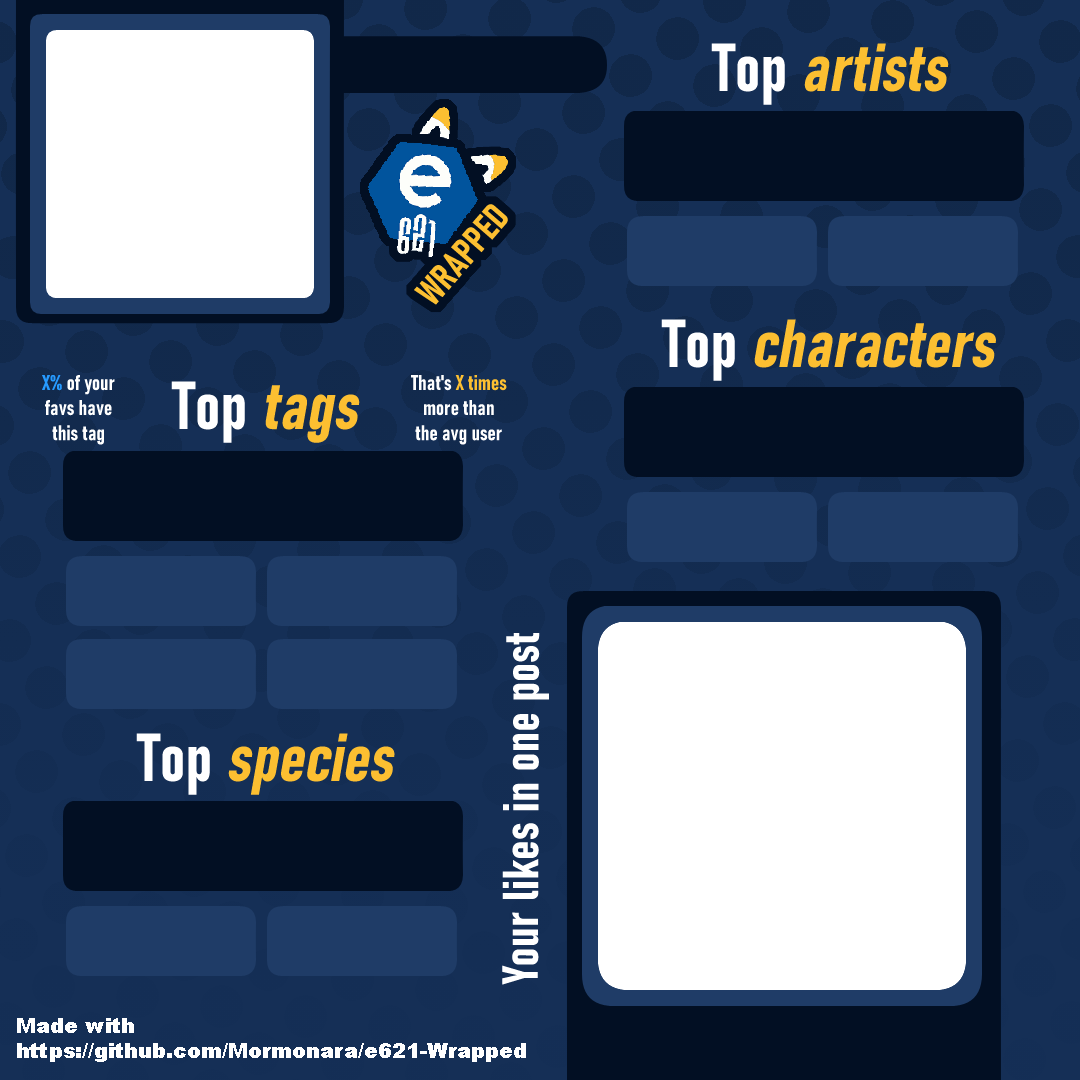 e
621
WRAPPED
Top artists
Top characters
X% of your
favs have
this tag
Top tags
That's X times
more than
the avg user
Top species
Your likes in one post
Made with
https://github.com/Mormonara/e621-Wrapped